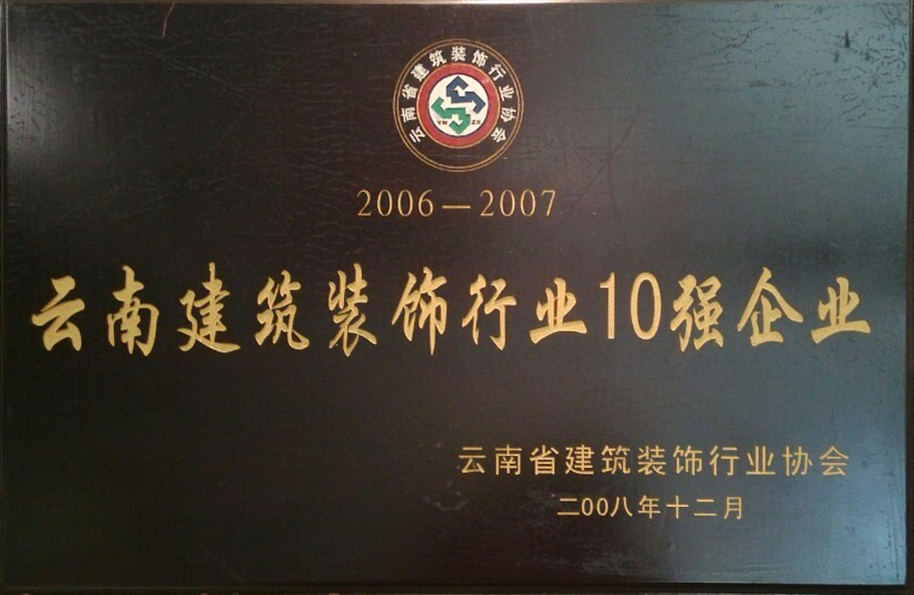 云南省建筑装饰行业协会
YN ZS
2006—2007
云南建筑装饰行业10强企业
云南省建筑装饰行业协会
二00八年十二月